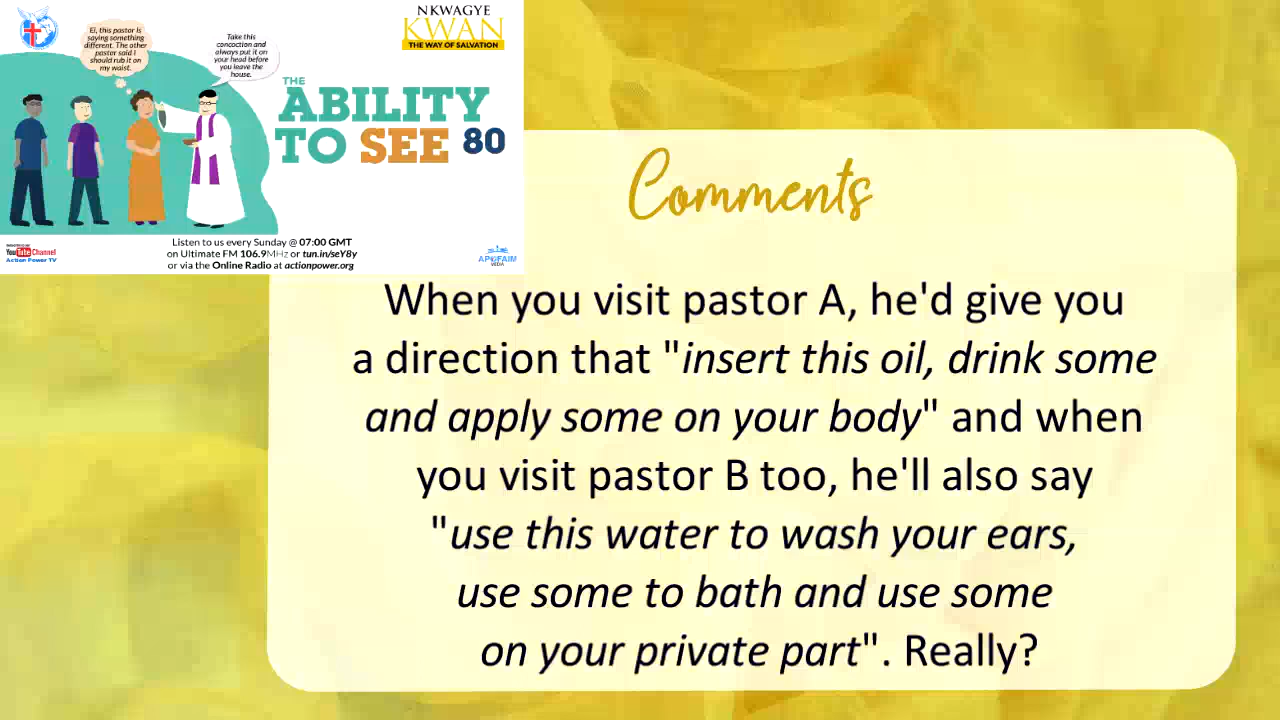 Ei, this pastor is
saying something
different. The other
pastor said I
should rub it on
my waist.
Take this
concoction and
always put it on
your head before
you leave the
house.
NKWAGYE
KWAN
THE WAY OF SALVATION
THE
ABILITY
TO SEE 80
YouTube Channel
Action Power TV
Listen to us every Sunday @ 07:00 GMT
on Ultimate FM 106.9MHz or tun.in/seY8y
or via the Online Radio at actionpower.org
APOFAIM
MEDIA
Comments
When you visit pastor A, he'd give you
a direction that "insert this oil, drink some
and apply some on your body" and when
you visit pastor B too, he'll also say
"use this water to wash your ears,
use some to bath and use some
on your private part". Really?